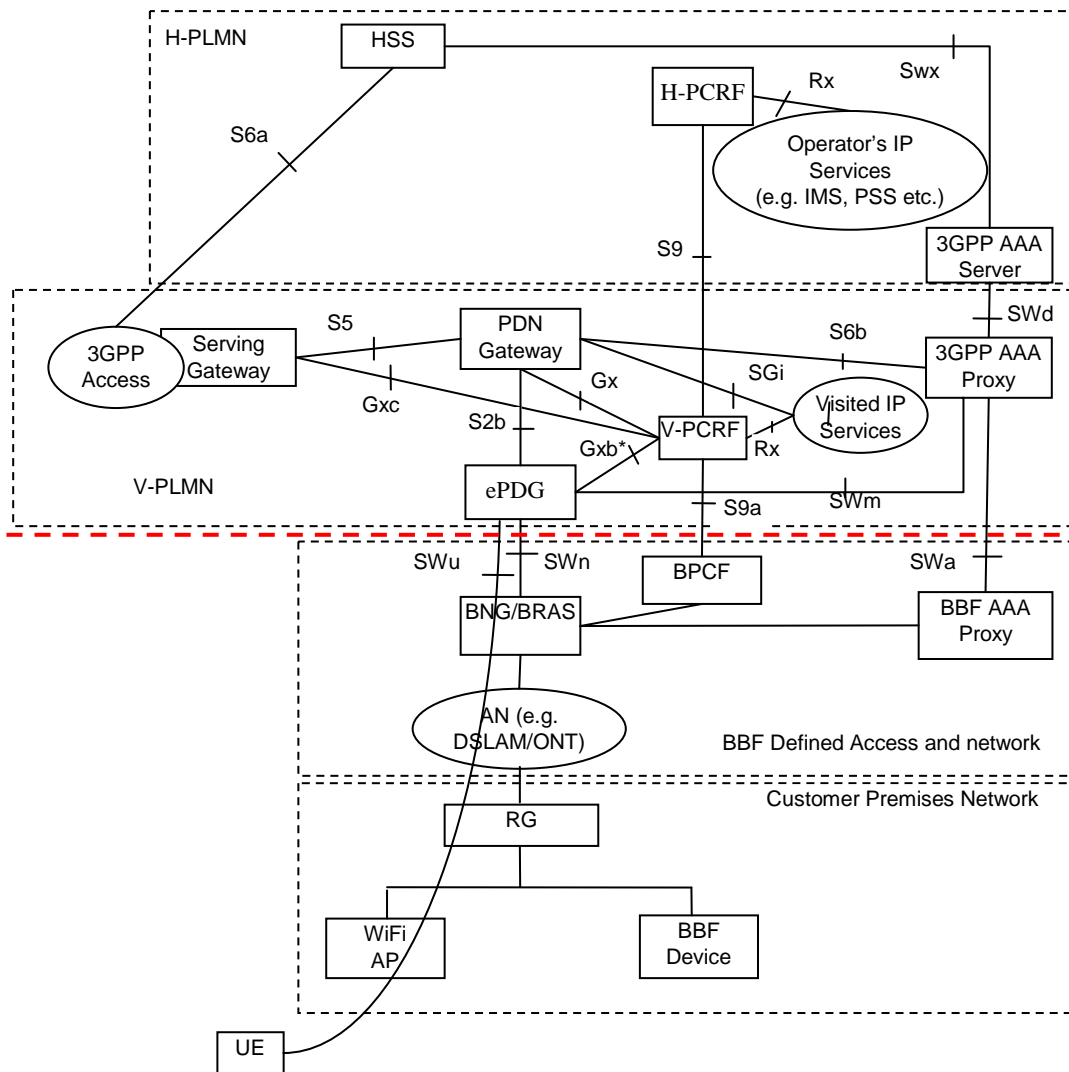 H-PLMN
HSS
Swx
H-PCRF
Rx
S6a
Operator’s IP
Services
(e.g. IMS, PSS etc.)
S9
3GPP AAA
Server
SWd
S5
PDN
Gateway
S6b
3GPP AAA
Proxy
3GPP
Access
Serving
Gateway
Gxc
Gx
SGi
S2b
V-PCRF
Visited IP
Services
Gxb*
Rx
V-PLMN
ePDG
S9a
SWm
SWu
SWn
SWa
BPCF
BNG/BRAS
BBF AAA
Proxy
AN (e.g.
DSLAM/ONT)
BBF Defined Access and network
Customer Premises Network
RG
WiFi
AP
BBF
Device
UE